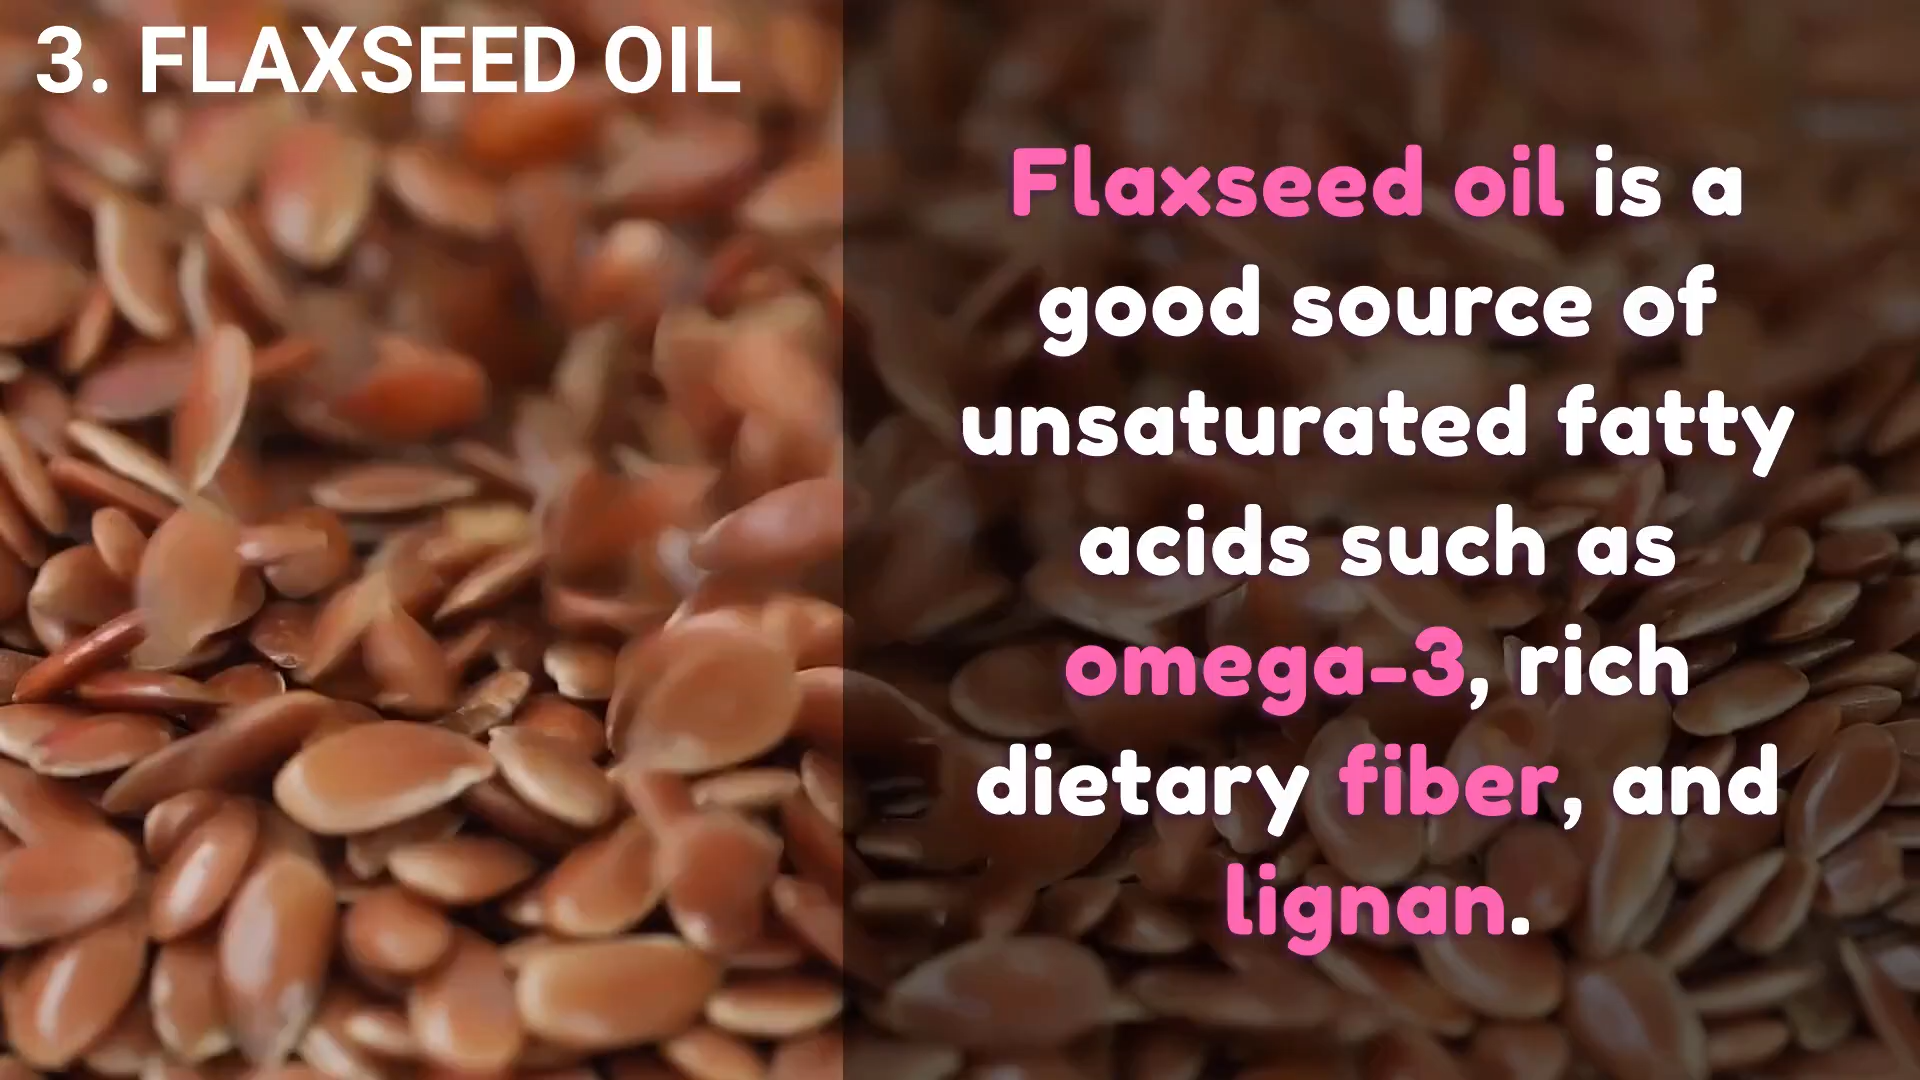 3. FLAXSEED OIL
Flaxseed oil is a
good source of
unsaturated fatty
acids such as
omega-3, rich
dietary fiber, and
lignan.